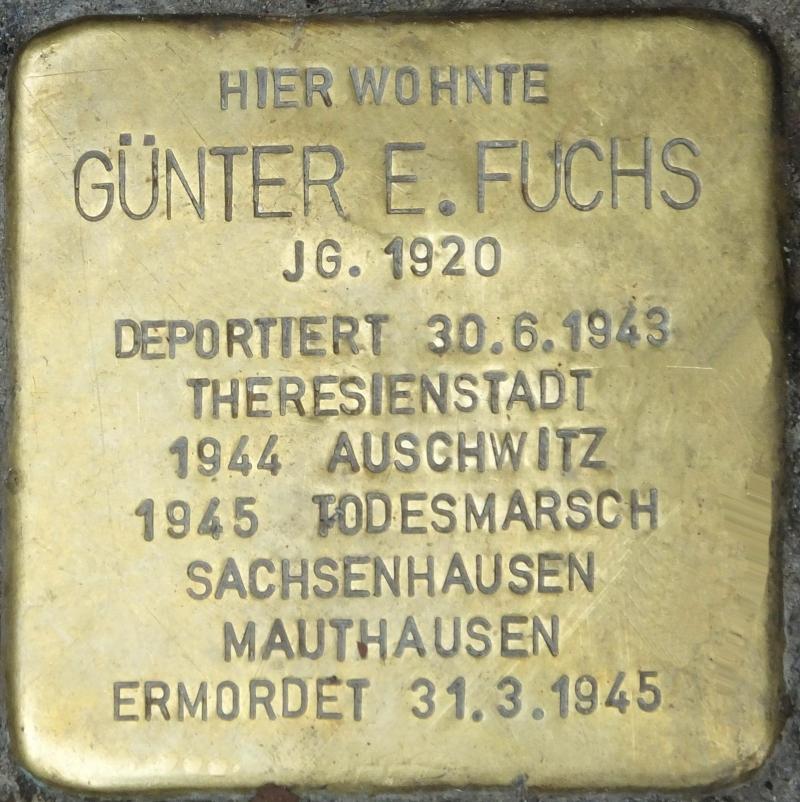 HIER WOHNTE
GÜNTER E. FUCHS
JG. 1920
DEPORTIERT 30.6.1943
THERESIENSTADT
1944 AUSCHWITZ
1945 TODESMARSCH
SACHSENHAUSEN
MAUTHAUSEN
ERMORDET 31.3.1945